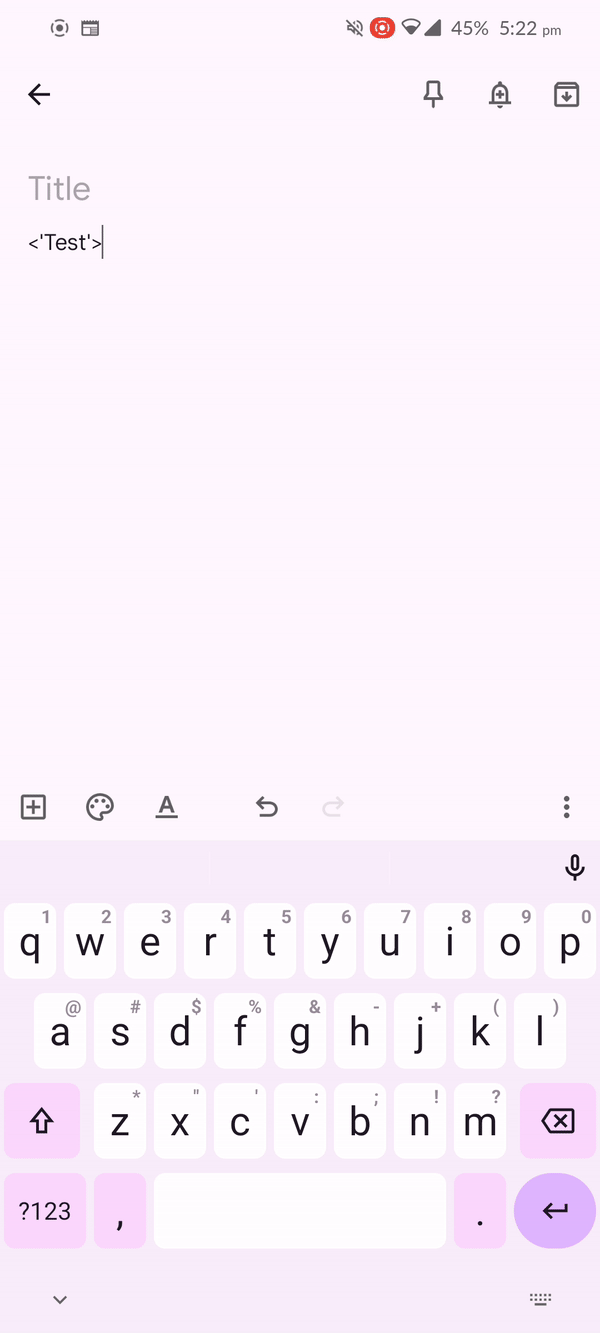 45% 5:22 pm
Title
<'Test'>
1 2 3 4 5 6 7 8 9 0
q w e r t y u i o p
@ # $ % & - + ( )
a s d f g h j k l
* " ' : ; ! ?
z x c v b n m
?123 , .